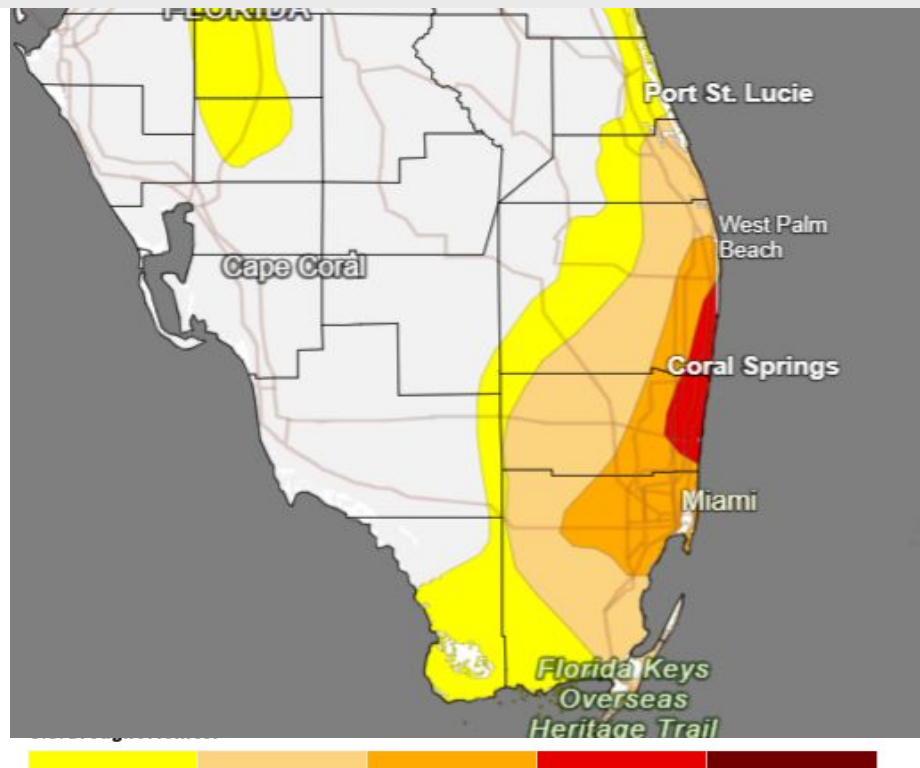 FLORIDA
Port St. Lucie
West Palm
Beach
Cape Coral
Coral Springs
Miami
Florida Keys
Overseas
Heritage Trail